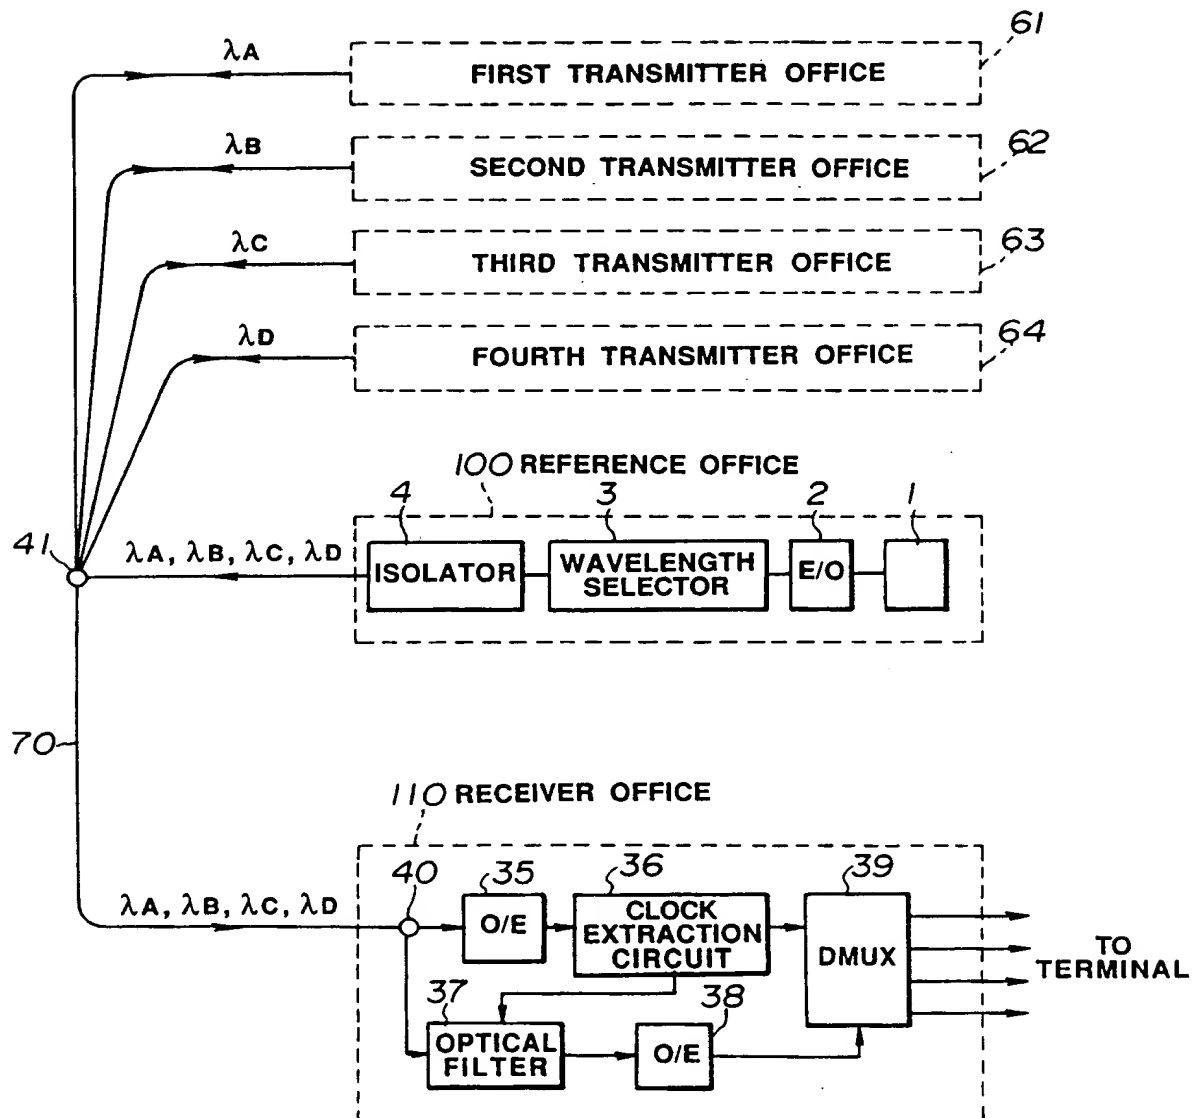 61
λA
FIRST TRANSMITTER OFFICE
62
λB
SECOND TRANSMITTER OFFICE
63
λC
THIRD TRANSMITTER OFFICE
64
λD
FOURTH TRANSMITTER OFFICE
100 REFERENCE OFFICE
4
3
2
1
41
λA, λB, λC, λD
ISOLATOR
WAVELENGTH
SELECTOR
E/O
70
110 RECEIVER OFFICE
40
35
36
39
λA, λB, λC, λD
O/E
CLOCK
EXTRACTION
CIRCUIT
DMUX
TO
TERMINAL
37
38
OPTICAL
FILTER
O/E